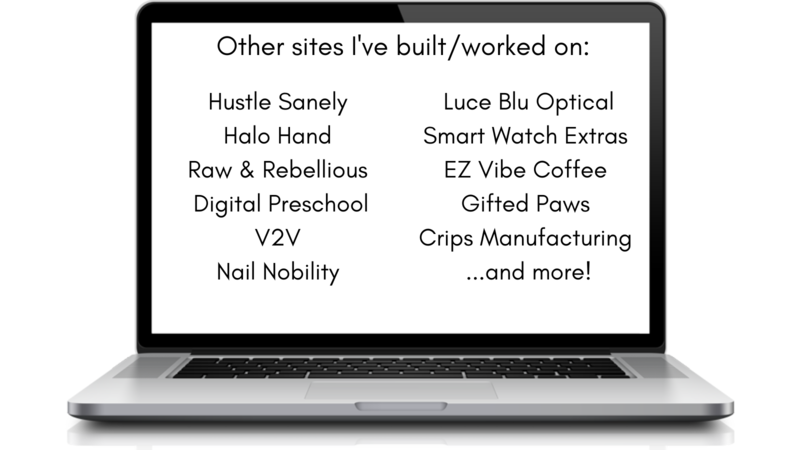 Other sites I've built/worked on:
Hustle Sanely
Halo Hand
Raw & Rebellious
Digital Preschool
V2V
Nail Nobility
Luce Blu Optical
Smart Watch Extras
EZ Vibe Coffee
Gifted Paws
Crips Manufacturing
...and more!